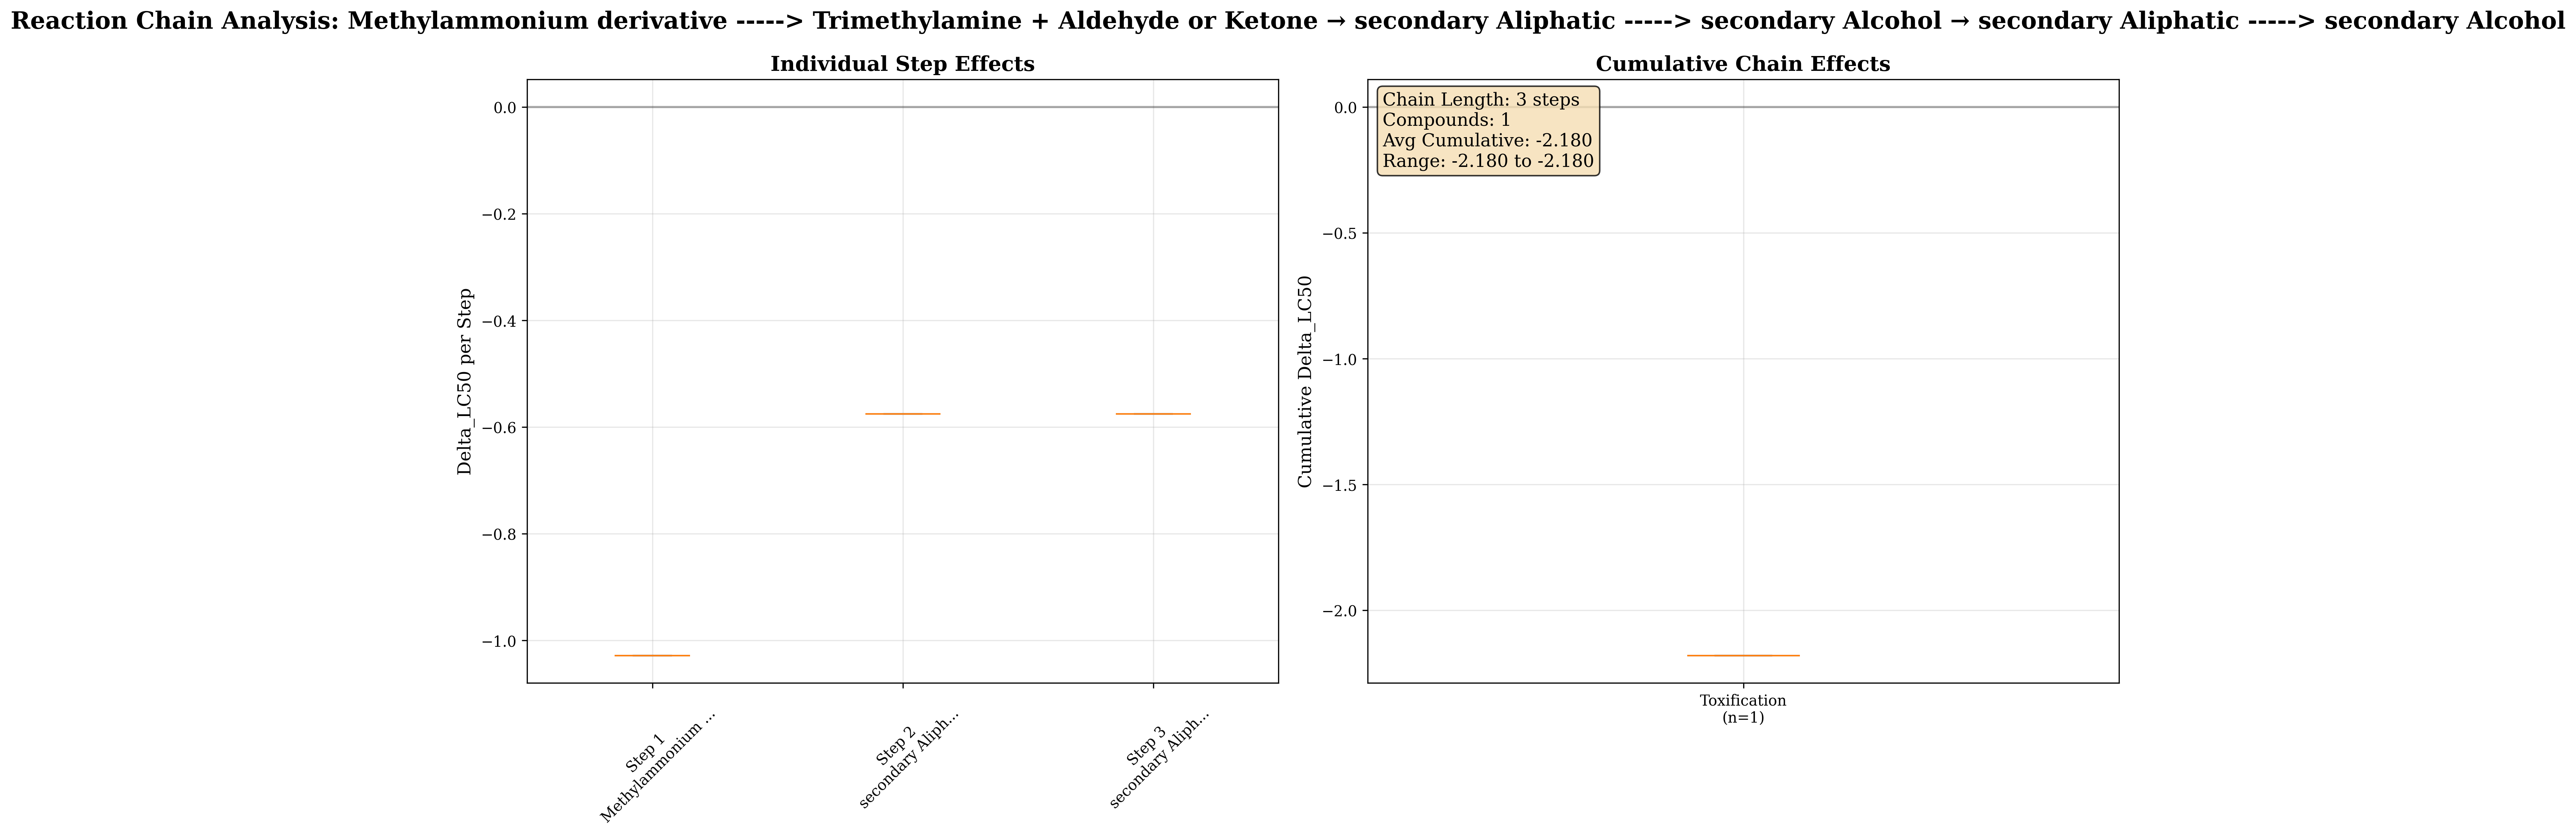 Reaction Chain Analysis: Methylammonium derivative -----> Trimethylamine + Aldehyde or Ketone → secondary Aliphatic -----> secondary Alcohol → secondary Aliphatic -----> secondary Alcohol
Individual Step Effects
Delta_LC50 per Step
0.0
−0.2
−0.4
−0.6
−0.8
−1.0
Step 1
Methylammonium ...
Step 2
secondary Aliph...
Step 3
secondary Aliph...
Cumulative Chain Effects
Chain Length: 3 steps
Compounds: 1
Avg Cumulative: -2.180
Range: -2.180 to -2.180
Cumulative Delta_LC50
0.0
−0.5
−1.0
−1.5
−2.0
Toxification
(n=1)